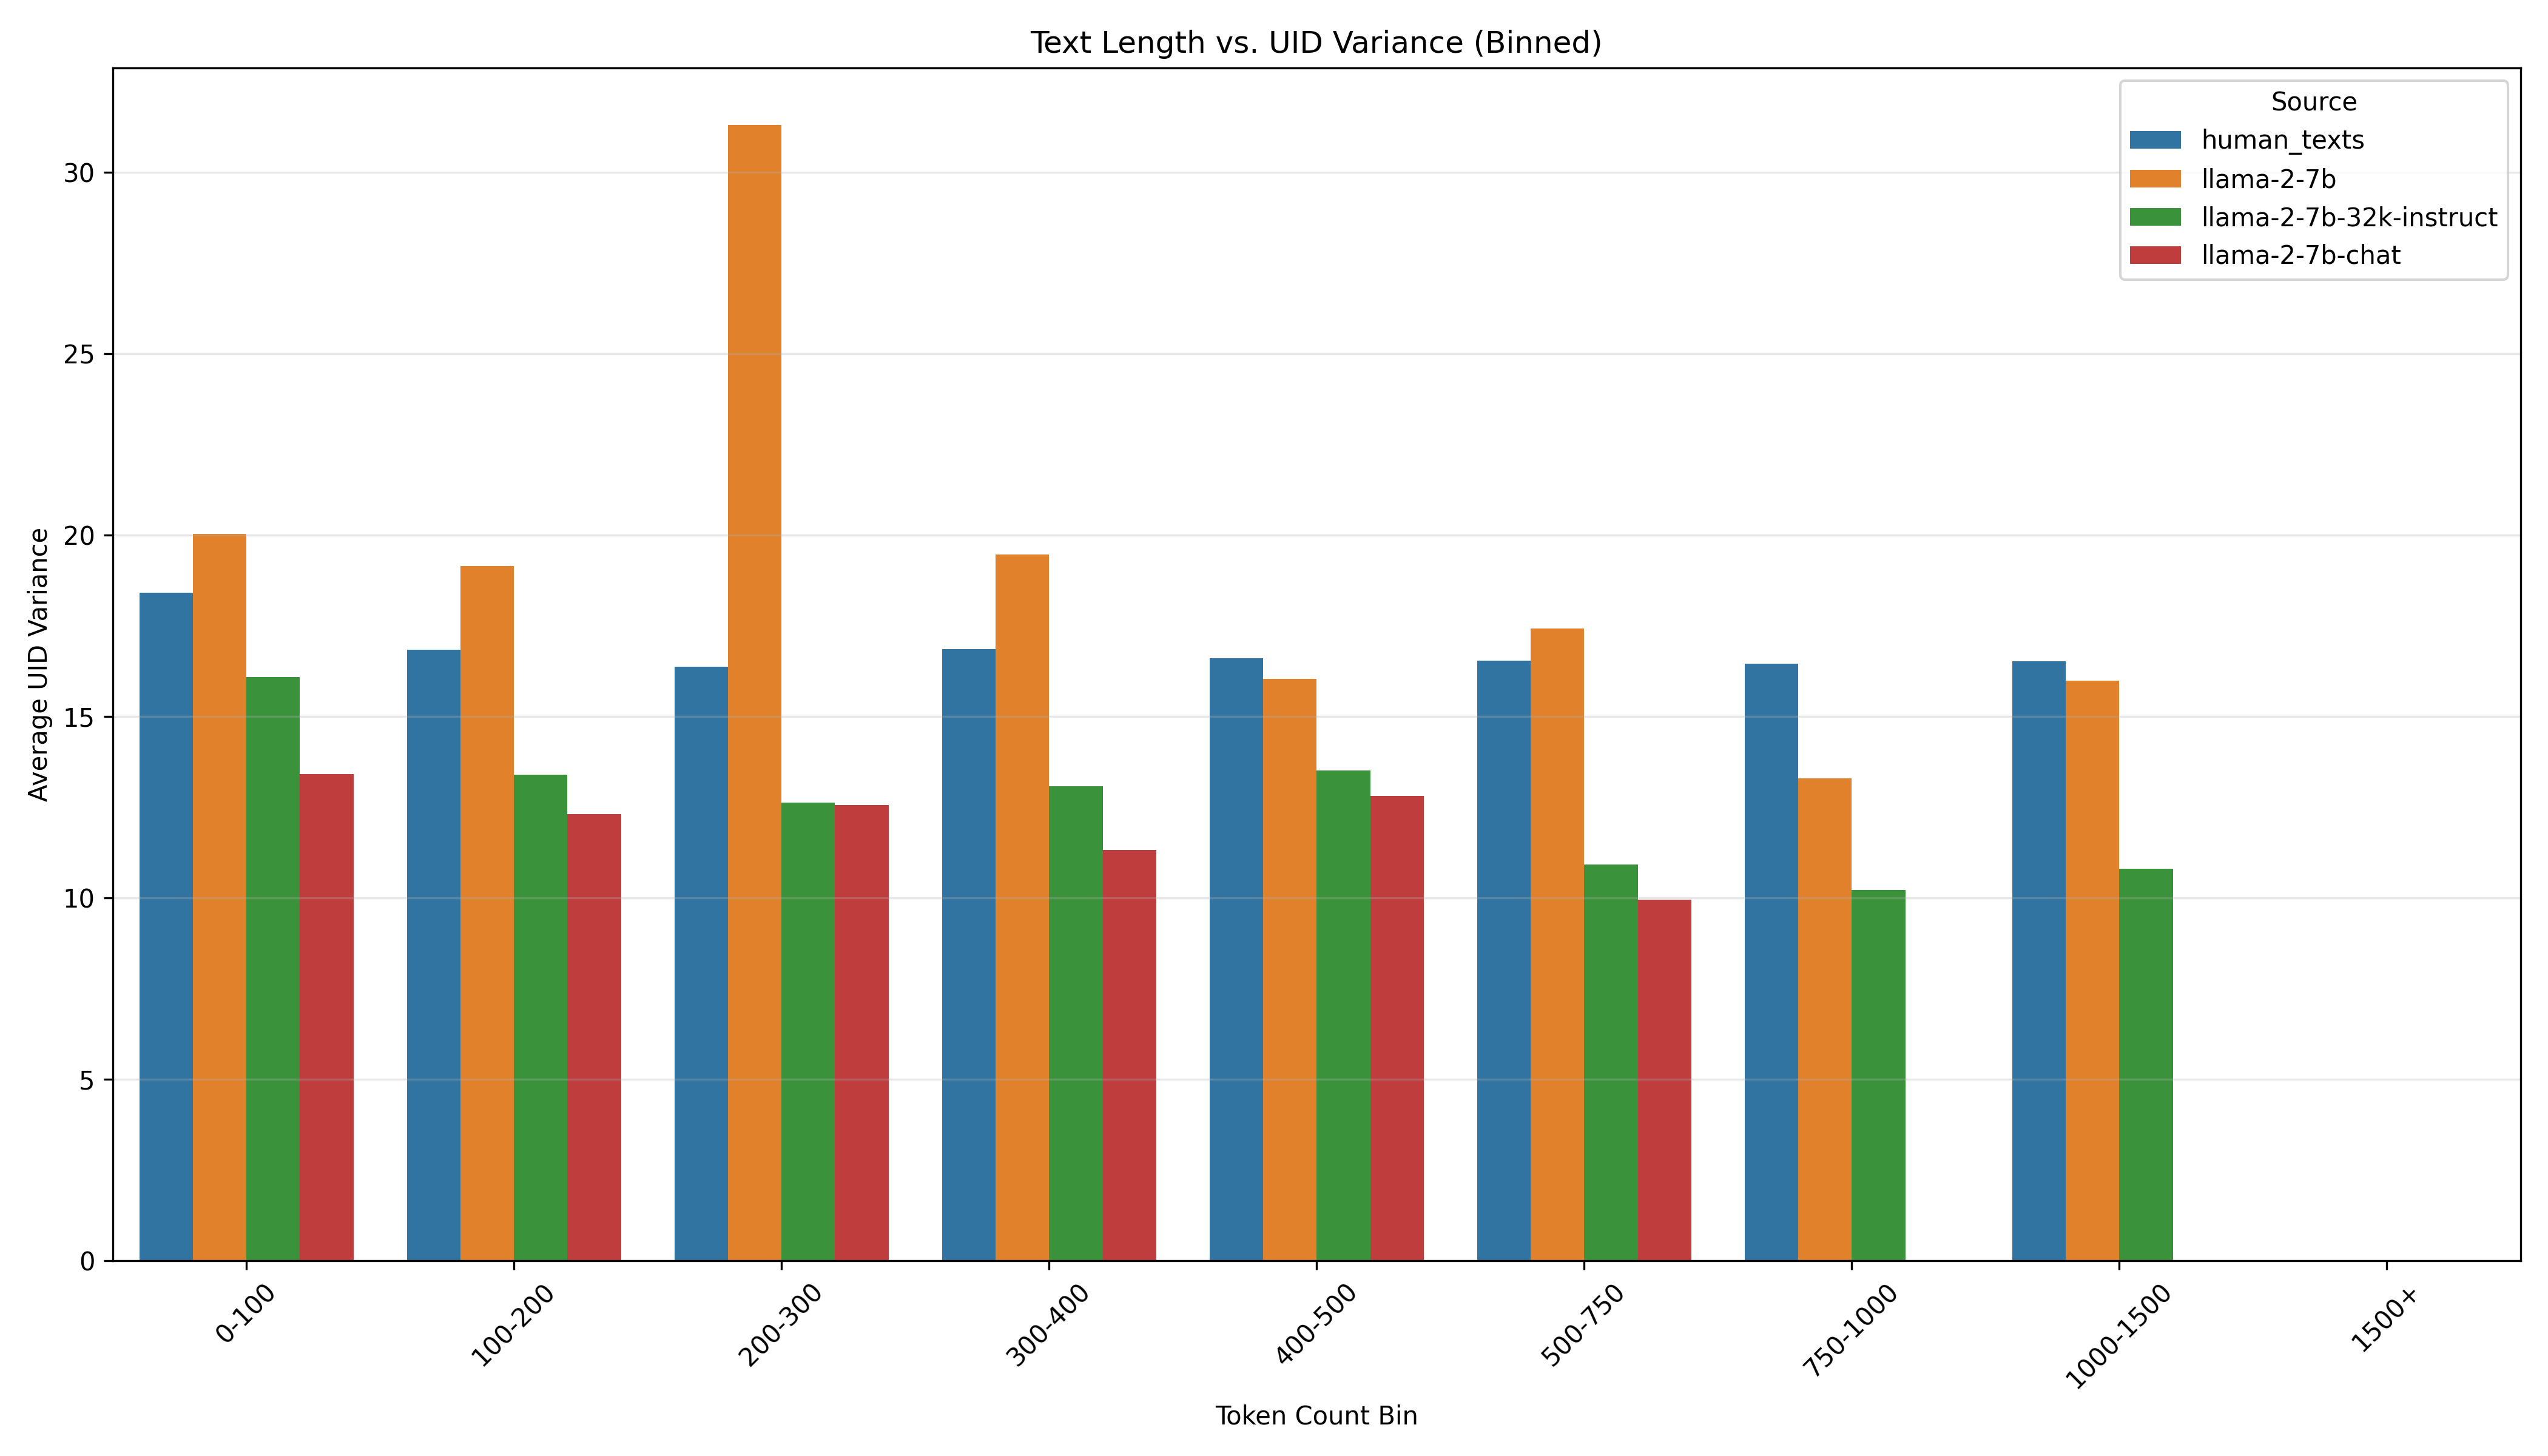 Text Length vs. UID Variance (Binned)
Source
human_texts
llama-2-7b
llama-2-7b-32k-instruct
llama-2-7b-chat
Average UID Variance
30
25
20
15
10
5
0
0-100
100-200
200-300
300-400
400-500
500-750
750-1000
1000-1500
1500+
Token Count Bin